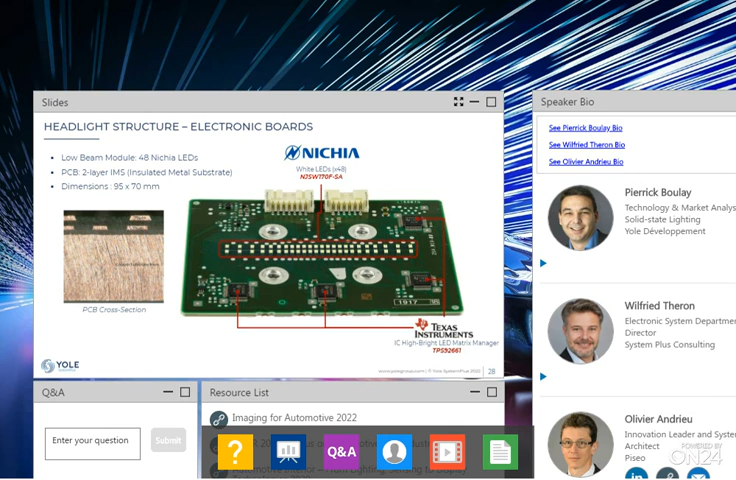 Slides
HEADLIGHT STRUCTURE – ELECTRONIC BOARDS
• Low Beam Module: 48 Nichia LEDs
• PCB: 2-layer IMS (Insulated Metal Substrate)
• Dimensions : 95 x 70 mm
NICHIA
White LEDs (x48)
NJSW170F-SA
PCB Cross-Section
TEXAS
INSTRUMENTS
IC High-Bright LED Matrix Manager
TPS92661
YOLE
28
Q&A
Enter your question
Submit
Resource List
Imaging for Automotive 2022
Q&A
Speaker Bio
See Pierrick Boulay Bio
See Wilfried Theron Bio
See Olivier Andrieu Bio
Pierrick Boulay
Technology & Market Analys
Solid-state Lighting
Yole Développement
Wilfried Theron
Electronic System Departme
Director
System Plus Consulting
Olivier Andrieu
Innovation Leader and Syste
Architect
Piseo
POWERED BY
ON24